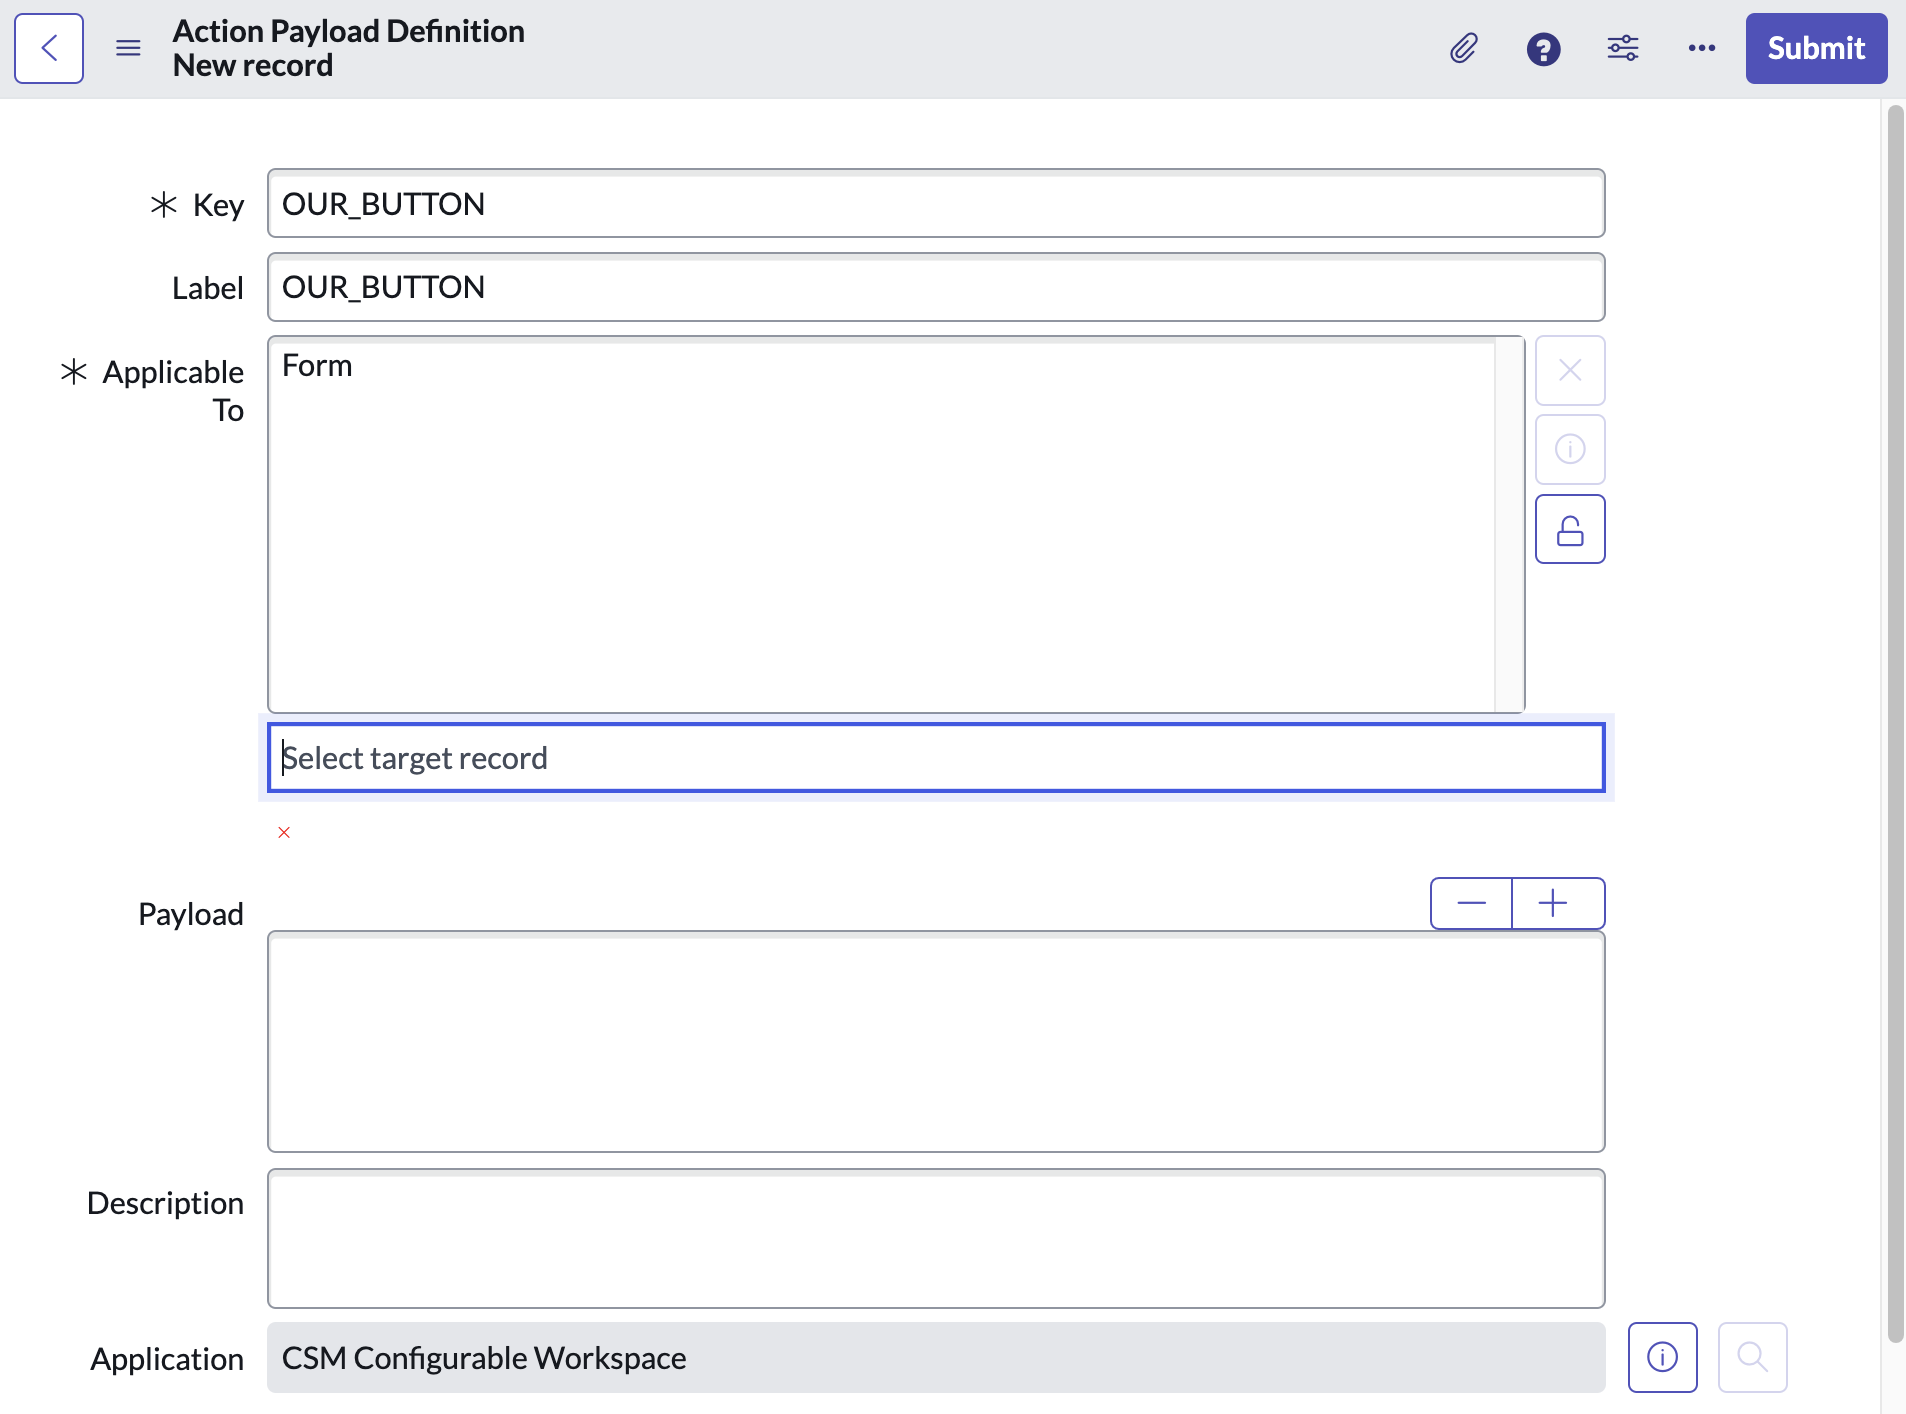 Action Payload Definition
New record
Submit
Key
OUR_BUTTON
Label
OUR_BUTTON
Applicable
To
Form
Select target record
Payload
Description
Application
CSM Configurable Workspace